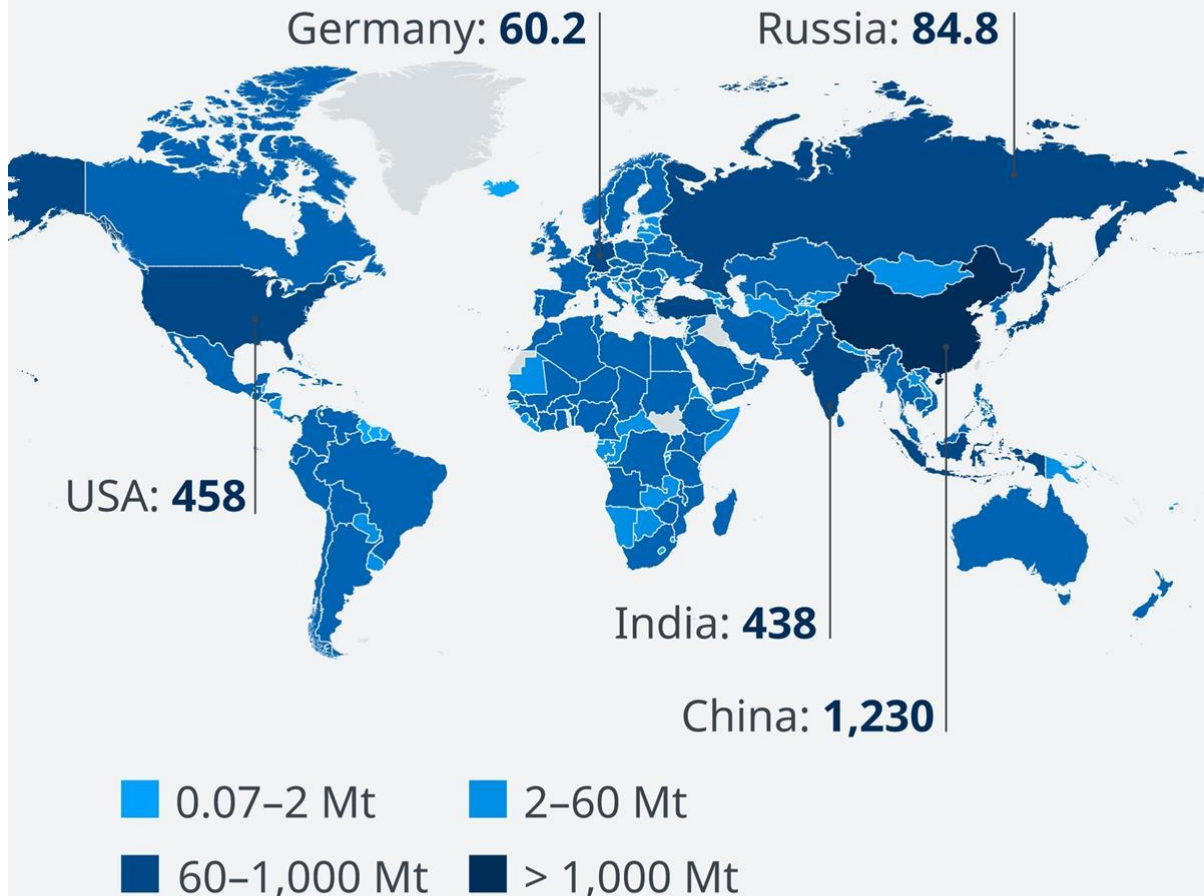 Germany: 60.2
Russia: 84.8
USA: 458
India: 438
China: 1,230
0.07–2 Mt
2–60 Mt
60–1,000 Mt
> 1,000 Mt